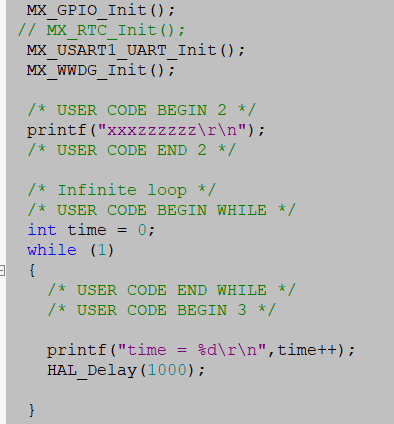 MX_GPIO_Init();
// MX_RTC_Init();
MX_USART1_UART_Init();
MX_WWDG_Init();
/* USER CODE BEGIN 2 */
printf("xxxzzzzzz\r\n");
/* USER CODE END 2 */
/* Infinite loop */
/* USER CODE BEGIN WHILE */
int time = 0;
while (1)
{
/* USER CODE END WHILE */
/* USER CODE BEGIN 3 */
printf("time = %d\r\n",time++);
HAL_Delay(1000);
}